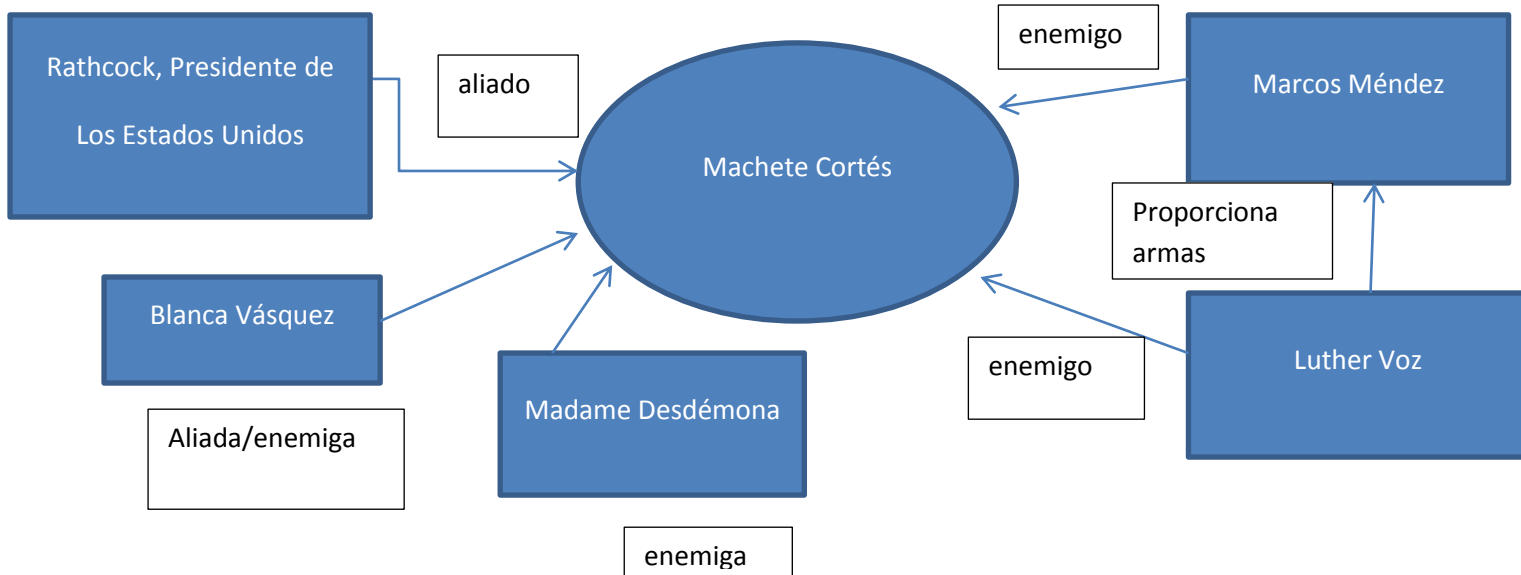 Rathcock, Presidente de
Los Estados Unidos
aliado
Machete Cortés
enemigo
Marcos Méndez
Proporciona
armas
Blanca Vásquez
Aliada/enemiga
Madame Desdémona
enemiga
enemigo
Luther Voz